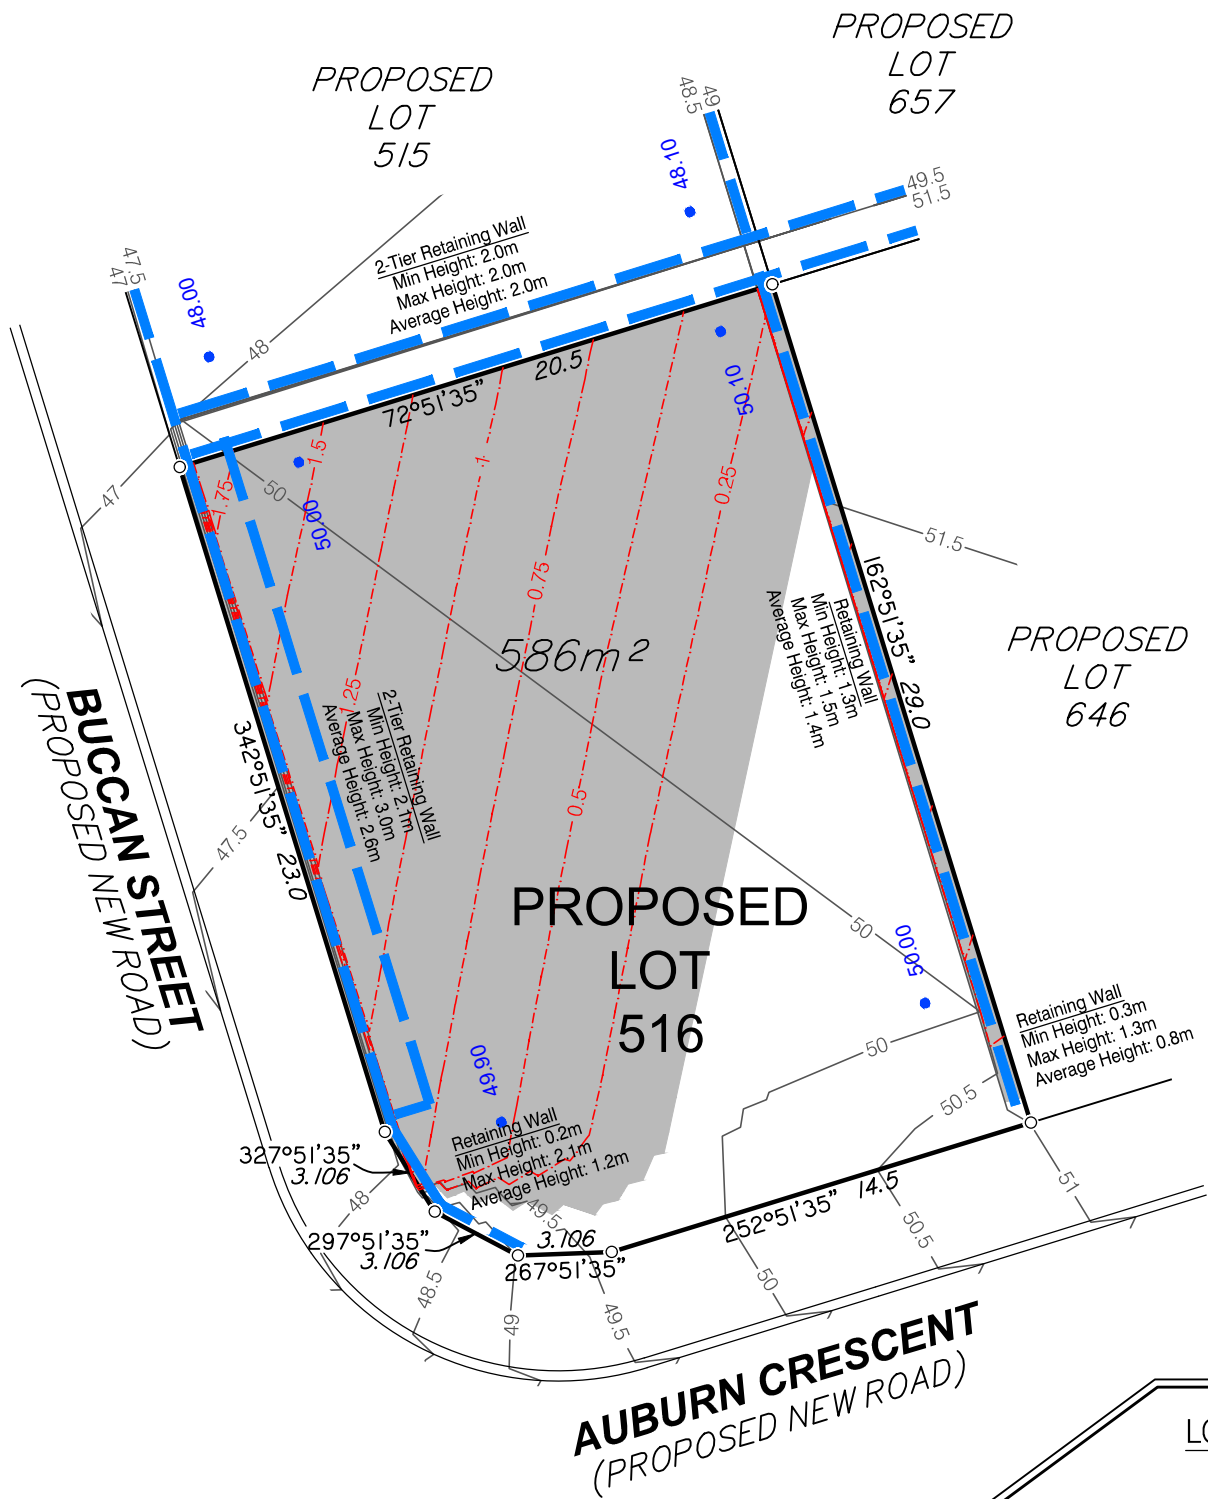 PROPOSED
LOT
657
PROPOSED
LOT
515
48.5
49
48.10
49.5
51.5
2-Tier Retaining Wall
Min Height: 2.0m
Max Height: 2.0m
Average Height: 2.0m
47.5
47
48.00
48
20.5
72°51'35"
50.10
1.75
1.5
1
0.25
50
50.00
47
51.5
0.75
586m²
162°51'35" 29.0
Retaining Wall
Min Height: 1.3m
Max Height: 1.5m
Average Height: 1.4m
PROPOSED
LOT
646
1.25
2-Tier Retaining Wall
Min Height: 2.1m
Max Height: 3.0m
Average Height: 2.6m
0.5
BUCCAN STREET
(PROPOSED NEW ROAD)
342°51'35" 23.0
47.5
PROPOSED
LOT
516
50
50.00
Retaining Wall
Min Height: 0.3m
Max Height: 1.3m
Average Height: 0.8m
49.90
50
50.5
Retaining Wall
Min Height: 0.2m
Max Height: 2.1m
Average Height: 1.2m
327°51'35"
3.106
48
297°51'35"
3.106
49.5
3.106
267°51'35"
252°51'35" 14.5
51
50.5
50
48.5
49
49.5
AUBURN CRESCENT
(PROPOSED NEW ROAD)
LO